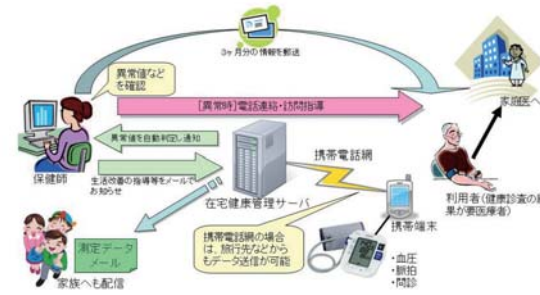 3ヶ月分の情報を郵送
異常値など
を確認
[異常時]電話連絡・訪問指導
家庭医へ
異常値を自動判定し通知
保健師
生活改善の指導等をメールで
お知らせ
在宅健康管理サーバ
携帯電話網
利用者(健康診査の結
果が要医療者)
携帯端末
測定データ
メール
家族へも配信
携帯電話網の場合
は、旅行先などから
もデータ送信が可能
・血圧
・脈拍
・問診